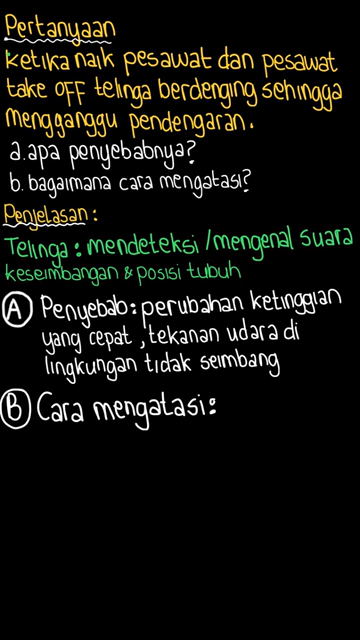 Pertanyaan
Ketika naik pesawat dan pesawat
take OFF telinga berdenging sehingga
mengganggu pendengaran.
a. apa penyebabnya?
b. bagaimana cara mengatasi?
Penjelasan :
Telinga : mendeteksi /mengenal suara
keseimbangan & posisi tubuh
A Penyebab : perubahan ketinggian
yang cepat , tekanan udara di
lingkungan tidak seimbang
B Cara mengatasi :